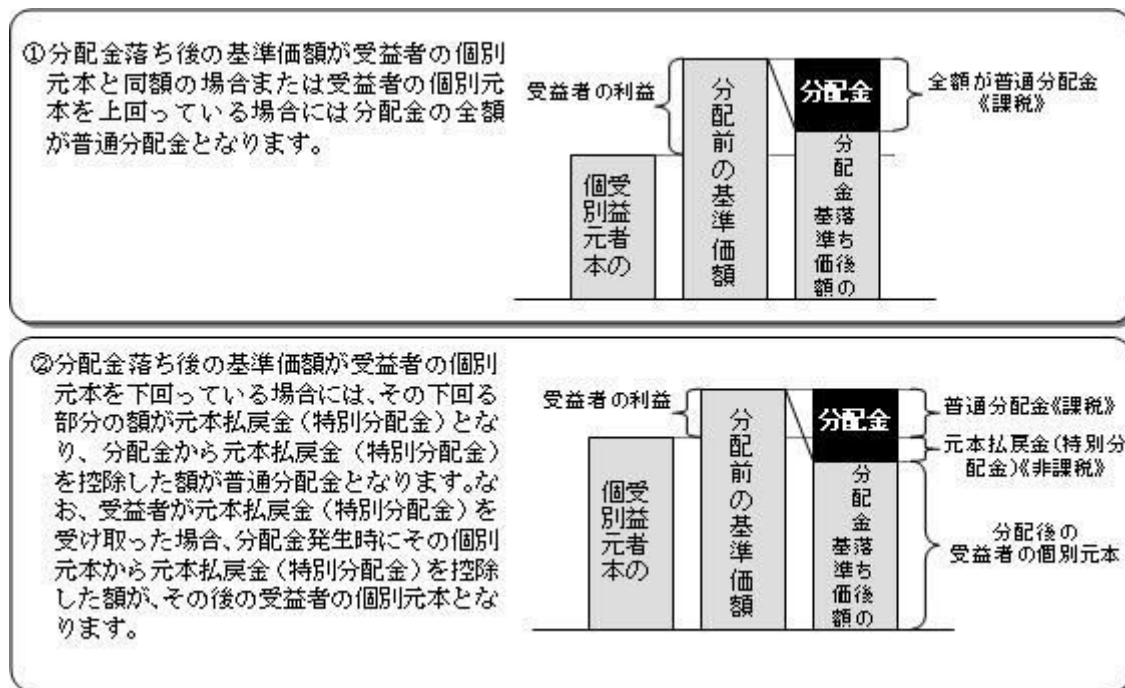 ①分配金落ち後の基準価額が受益者の個別
元本と同額の場合または受益者の個別元
本を上回っている場合には分配金の全額
が普通分配金となります。
受益者の利益
受益者の
個別元本
分配前の基準価額
分配金
分配金落ち後の
基準価額
全額が普通分配金
《課税》
②分配金落ち後の基準価額が受益者の個別
元本を下回っている場合には、その下回る
部分の額が元本払戻金(特別分配金)とな
り、分配金から元本払戻金(特別分配金)
を控除した額が普通分配金となります。な
お、受益者が元本払戻金(特別分配金)を
受け取った場合、分配金発生時にその個別
元本から元本払戻金(特別分配金)を控除
した額が、その後の受益者の個別元本とな
ります。
受益者の利益
受益者の
個別元本
分配前の基準価額
分配金
分配金落ち後の
基準価額
普通分配金《課税》
元本払戻金(特別分
配金)《非課税》
分配後の
受益者の個別元本